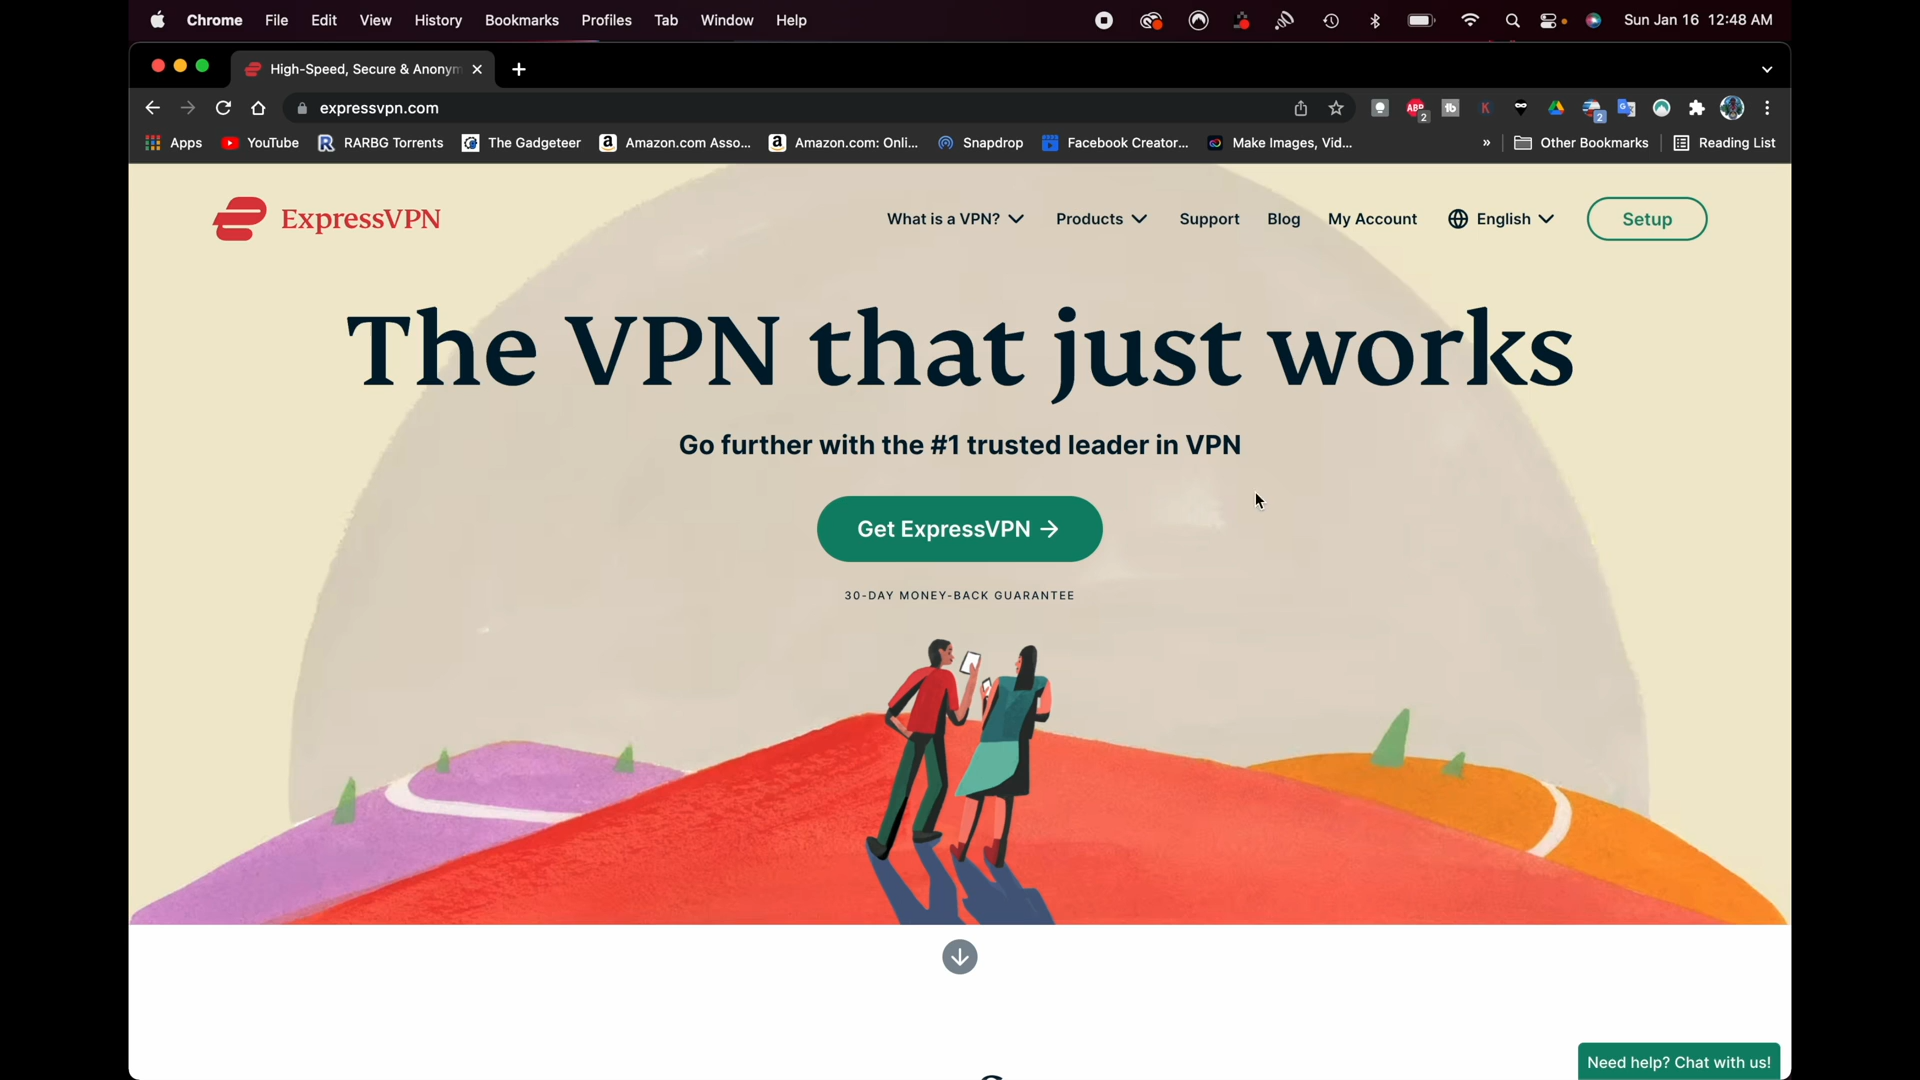 Chrome File Edit View History Bookmarks Profiles Tab Window Help Sun Jan 16 12:48 AM
High-Speed, Secure & Anonym
expressvpn.com
ABP 2 tb K 2
Apps YouTube R RARBG Torrents The Gadgeteer a Amazon.com Asso... a Amazon.com: Onli... Snapdrop Facebook Creator... Make Images, Vid... » Other Bookmarks Reading List
ExpressVPN What is a VPN? Products Support Blog My Account English Setup
The VPN that just works
Go further with the #1 trusted leader in VPN
Get ExpressVPN →
30-DAY MONEY-BACK GUARANTEE
Need help? Chat with us!